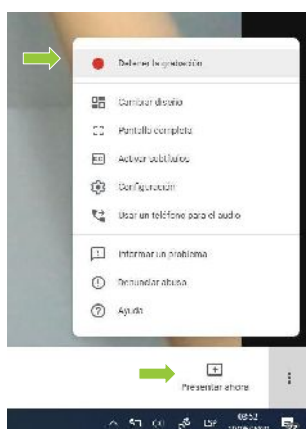 Detener la grabación
Cambiar diseño
Pantalla completa
Activar subtítulos
Configuración
Usar un teléfono para el audio
Informar un problema
Denunciar abuso
Ayuda
Presentar ahora
ESP